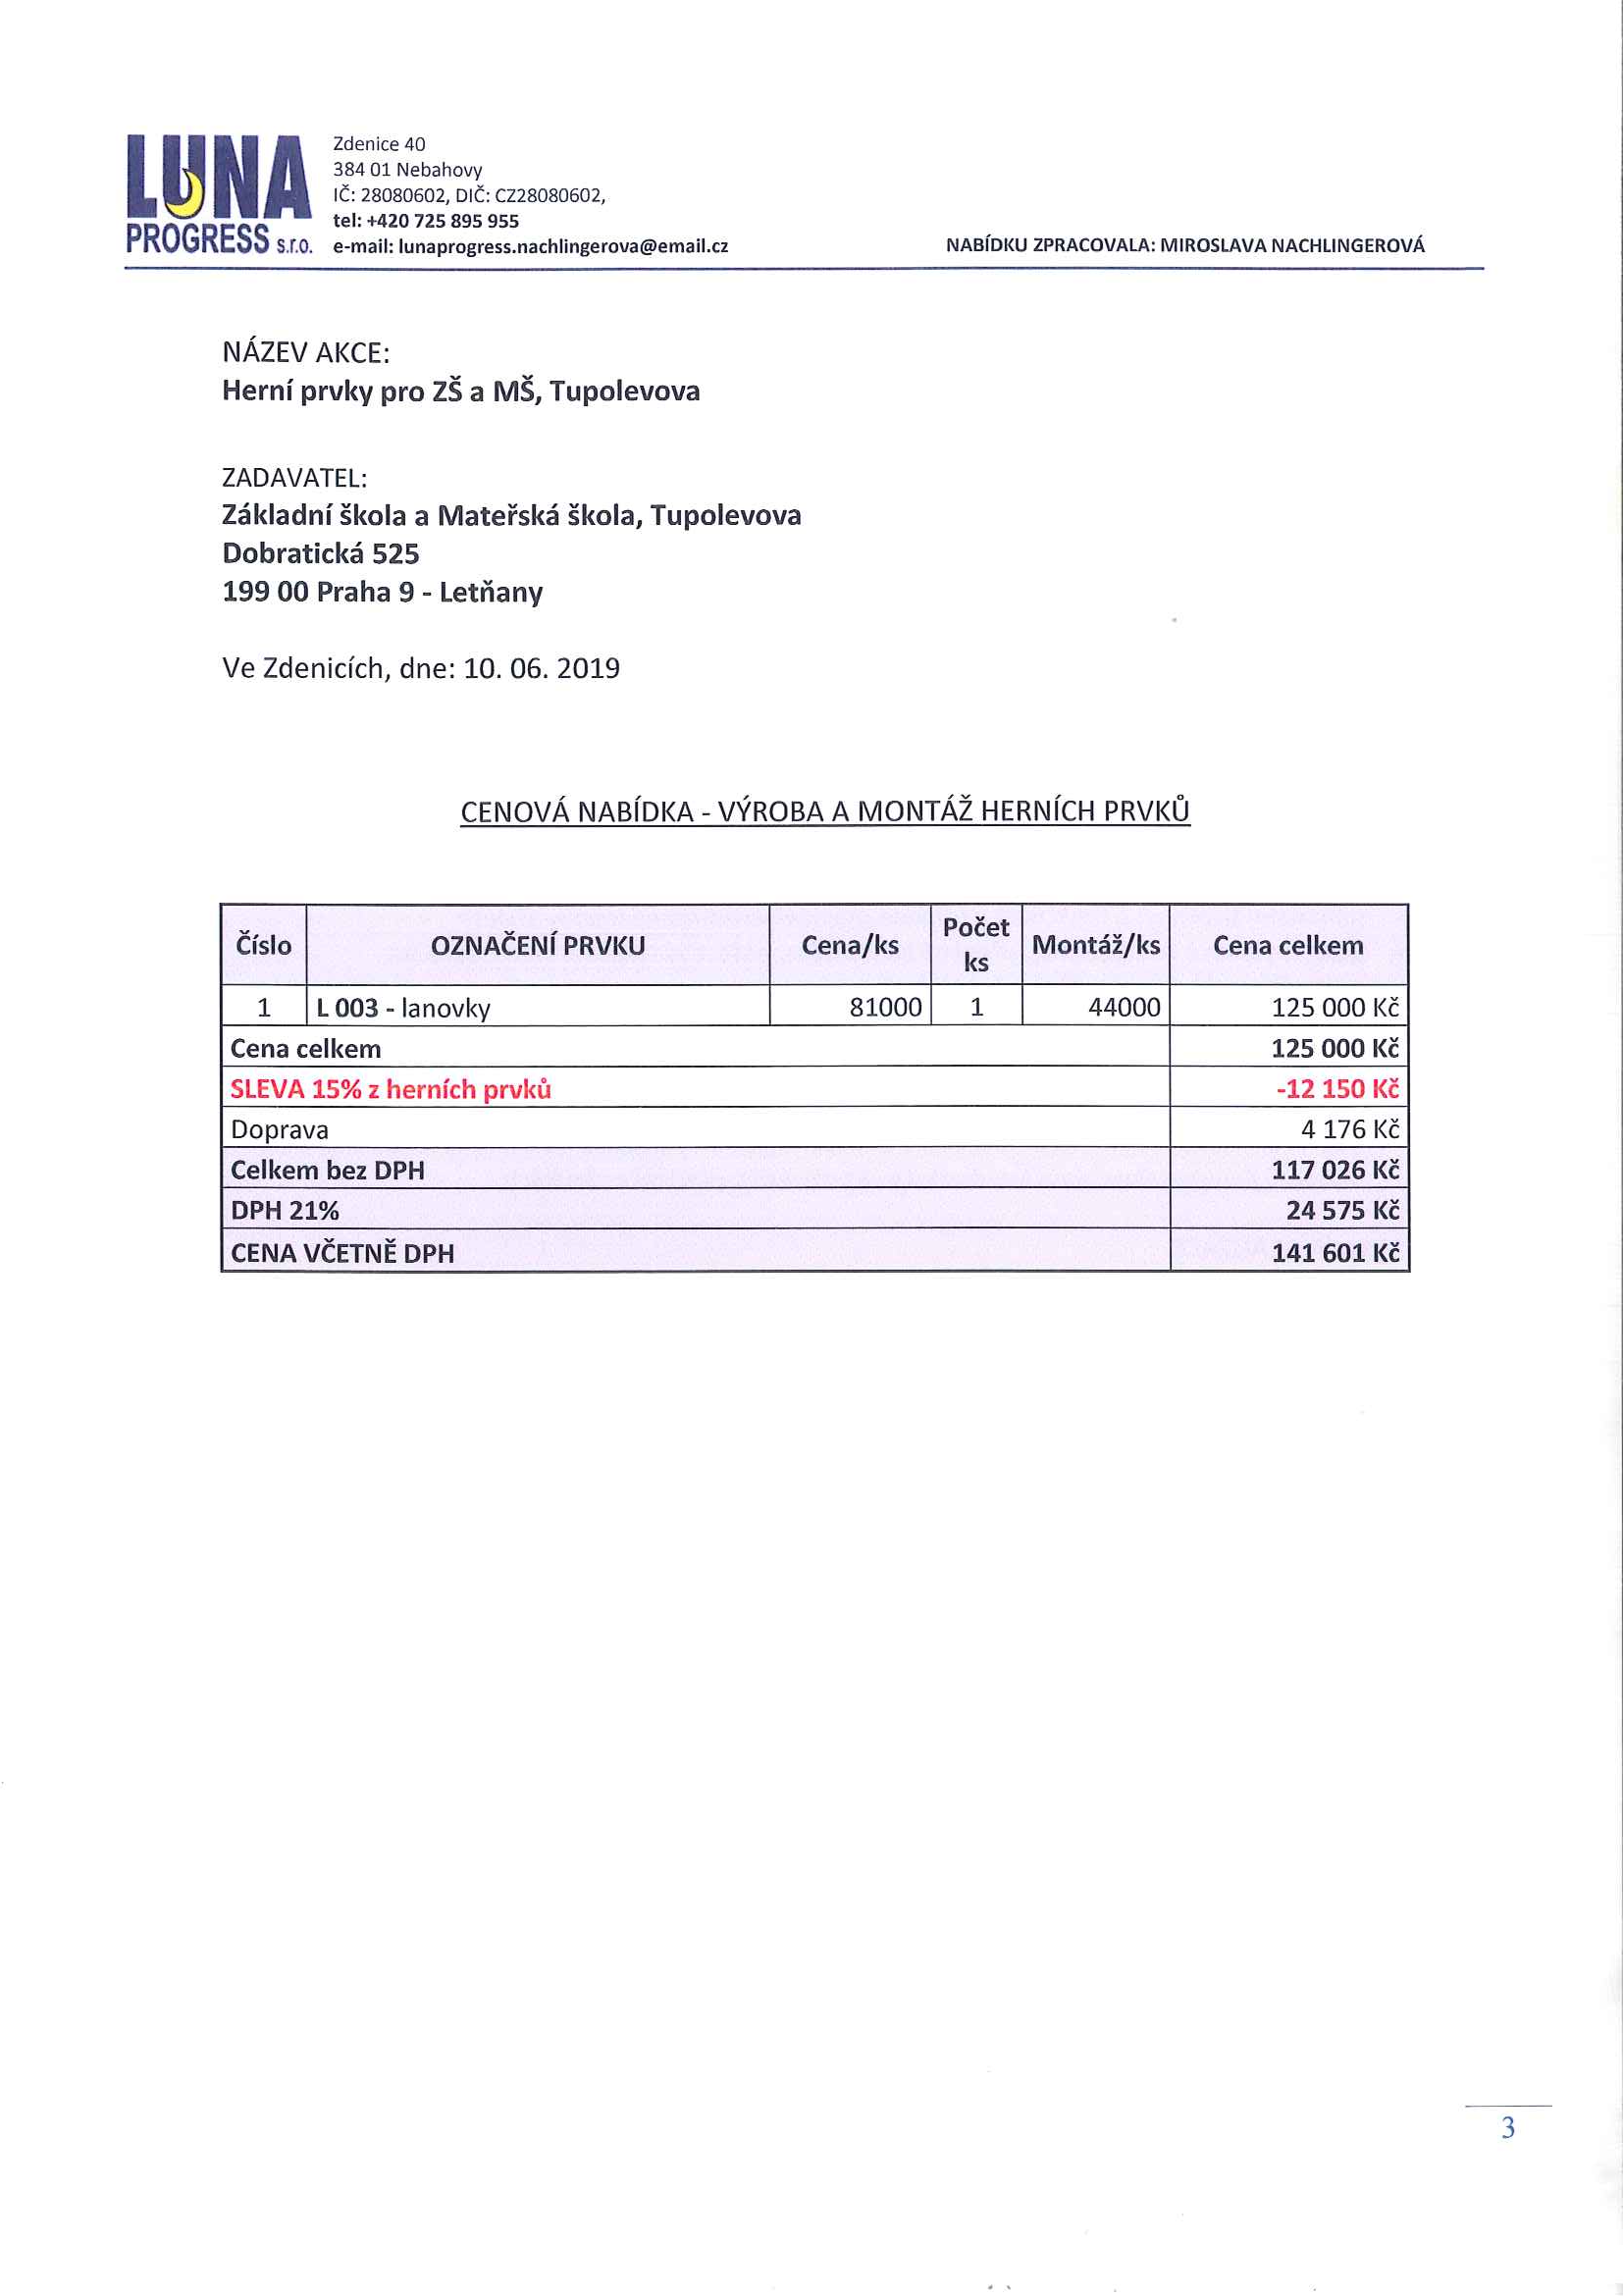 LUNA
PROGRESS s.r.o.
Zdenice 40
384 01 Nebahovy
IČ: 28080602, DIČ: CZ28080602,
tel: +420 725 895 955
e-mail: lunaprogress.nachlingerova@email.cz
NABÍDKU ZPRACOVALA: MIROSLAVA NACHLINGEROVÁ
NÁZEV AKCE:
Herní prvky pro ZŠ a MŠ, Tupolevova
ZADAVATEL:
Základní škola a Mateřská škola, Tupolevova
Dobratická 525
199 00 Praha 9 - Letňany
Ve Zdenicích, dne: 10. 06. 2019
CENOVÁ NABÍDKA - VÝROBA A MONTÁŽ HERNÍCH PRVKŮ
Číslo OZNAČENÍ PRVKU Cena/ks Počet ks Montáž/ks Cena celkem
1 L 003 - lanovky 81000 1 44000 125 000 Kč
Cena celkem 125 000 Kč
SLEVA 15% z herních prvků -12 150 Kč
Doprava 4 176 Kč
Celkem bez DPH 117 026 Kč
DPH 21% 24 575 Kč
CENA VČETNĚ DPH 141 601 Kč
3